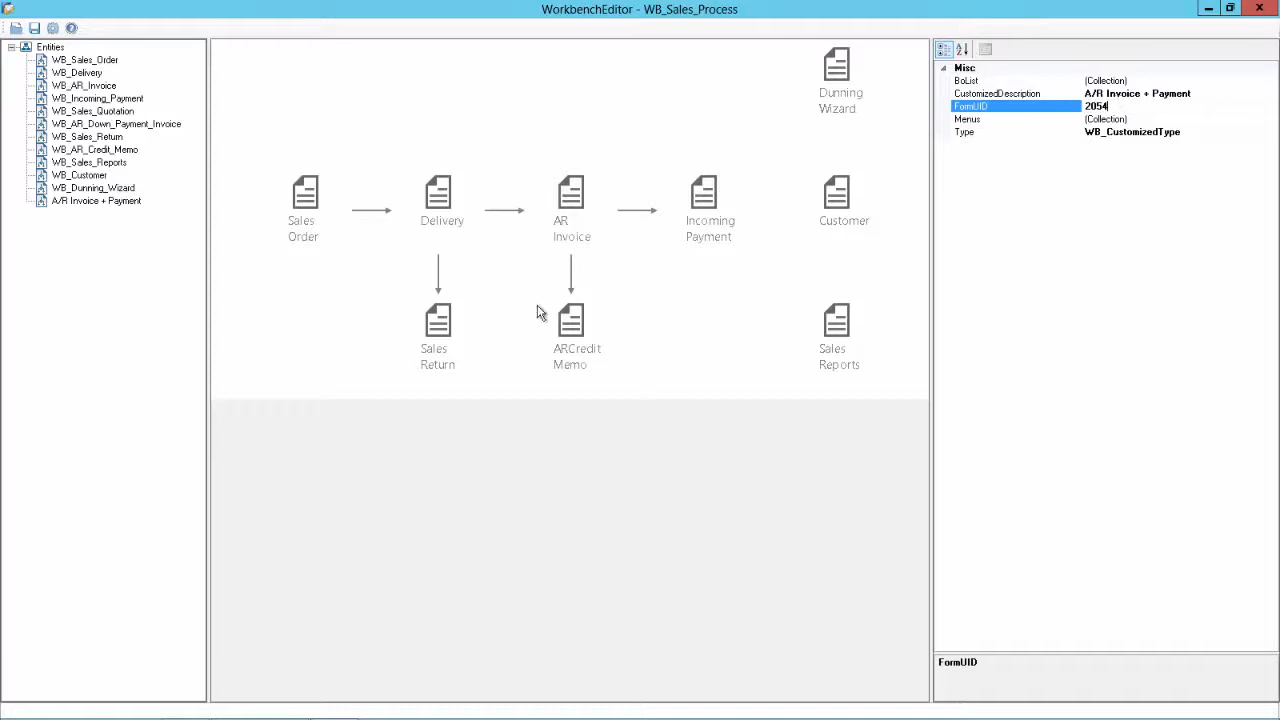 WorkbenchEditor - WB_Sales_Process
Entities
WB_Sales_Order
WB_Delivery
WB_AR_Invoice
WB_Incoming_Payment
WB_Sales_Quotation
WB_AR_Down_Payment_Invoice
WB_Sales_Return
WB_AR_Credit_Memo
WB_Sales_Reports
WB_Customer
WB_Dunning_Wizard
A/R Invoice + Payment
Dunning
Wizard
Sales
Order
Delivery
AR
Invoice
Incoming
Payment
Customer
Sales
Return
ARCredit
Memo
Sales
Reports
Misc
BoList (Collection)
CustomizedDescription A/R Invoice + Payment
FormUID 2054
Menus (Collection)
Type WB_CustomizedType
FormUID